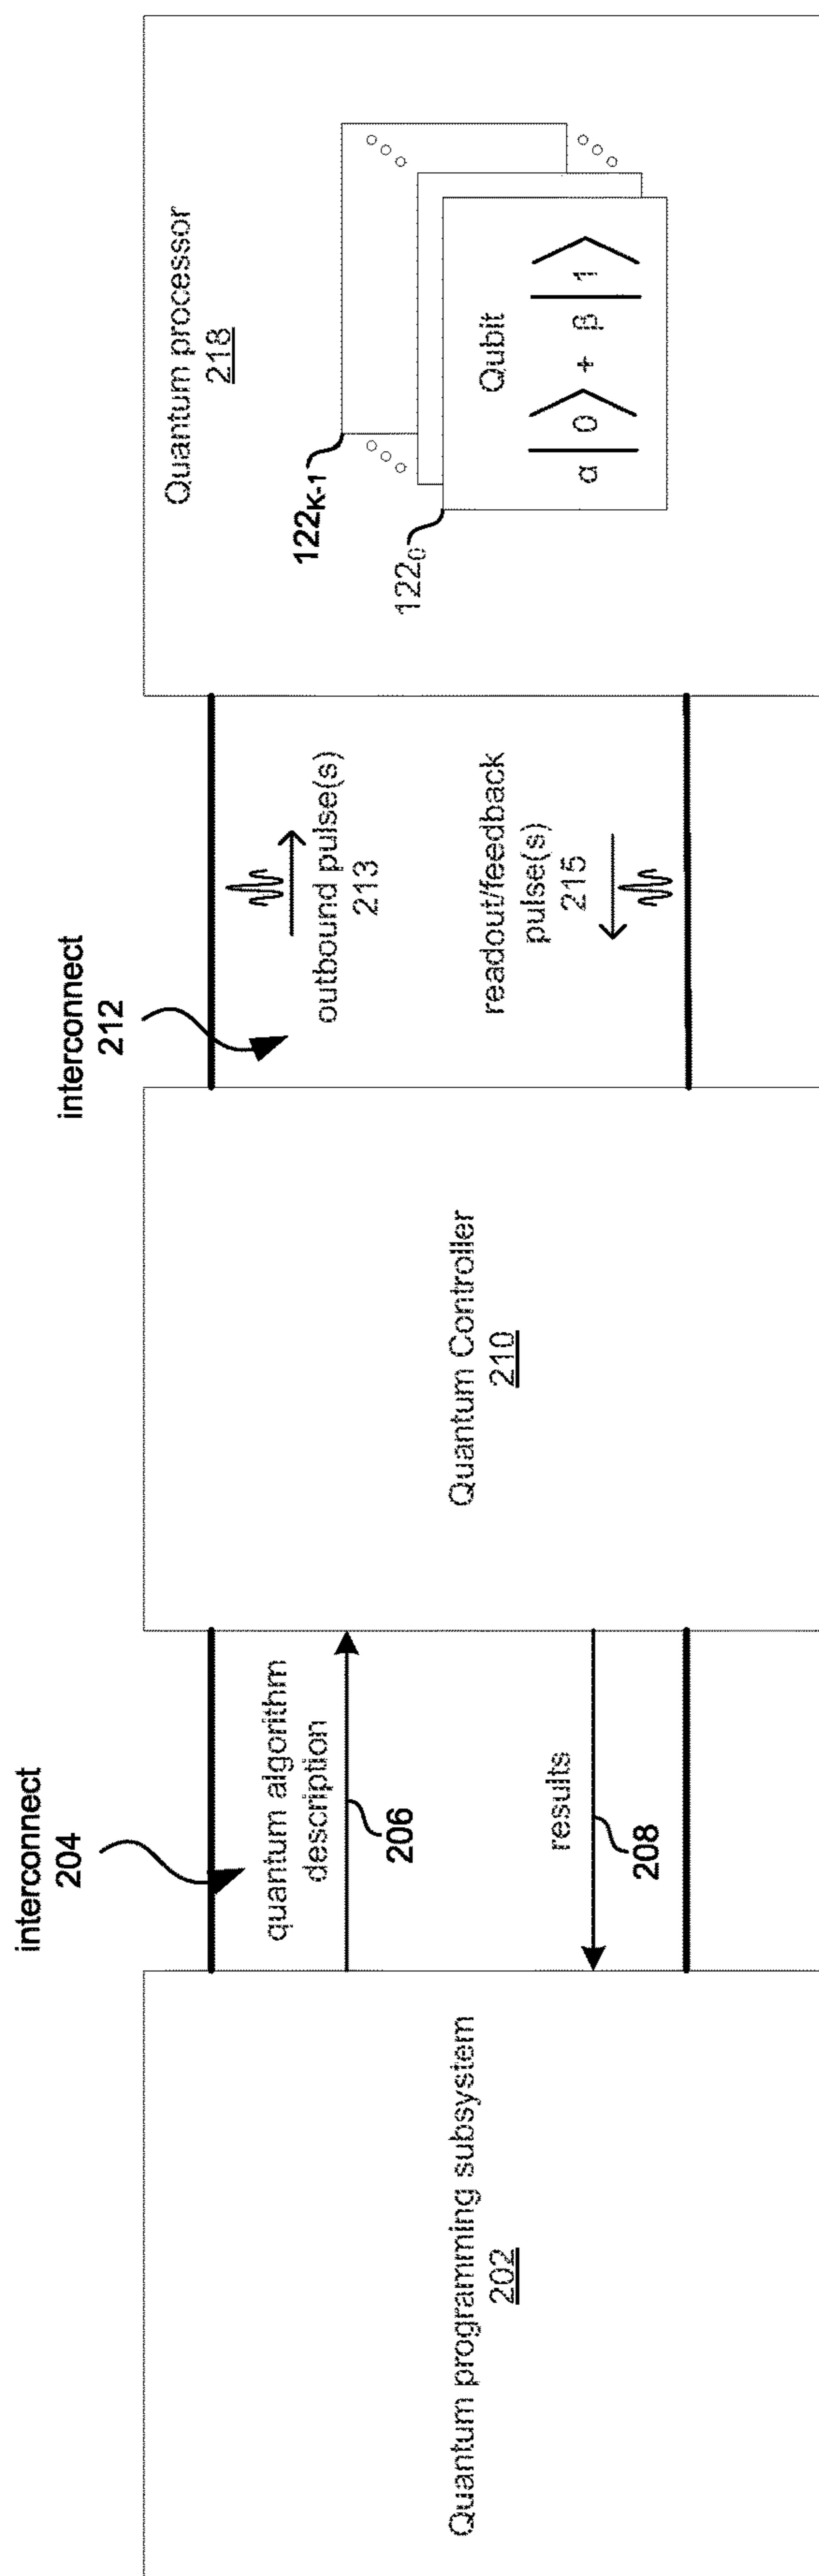 interconnect
204
interconnect
212
Quantum programming subsystem
202
quantum algorithm
description
206
results
208
Quantum Controller
210
outbound pulse(s)
213
readout/feedback
pulse(s)
215
Quantum processor
218
122K-1
1220
Qubit
α|0⟩ + β|1⟩